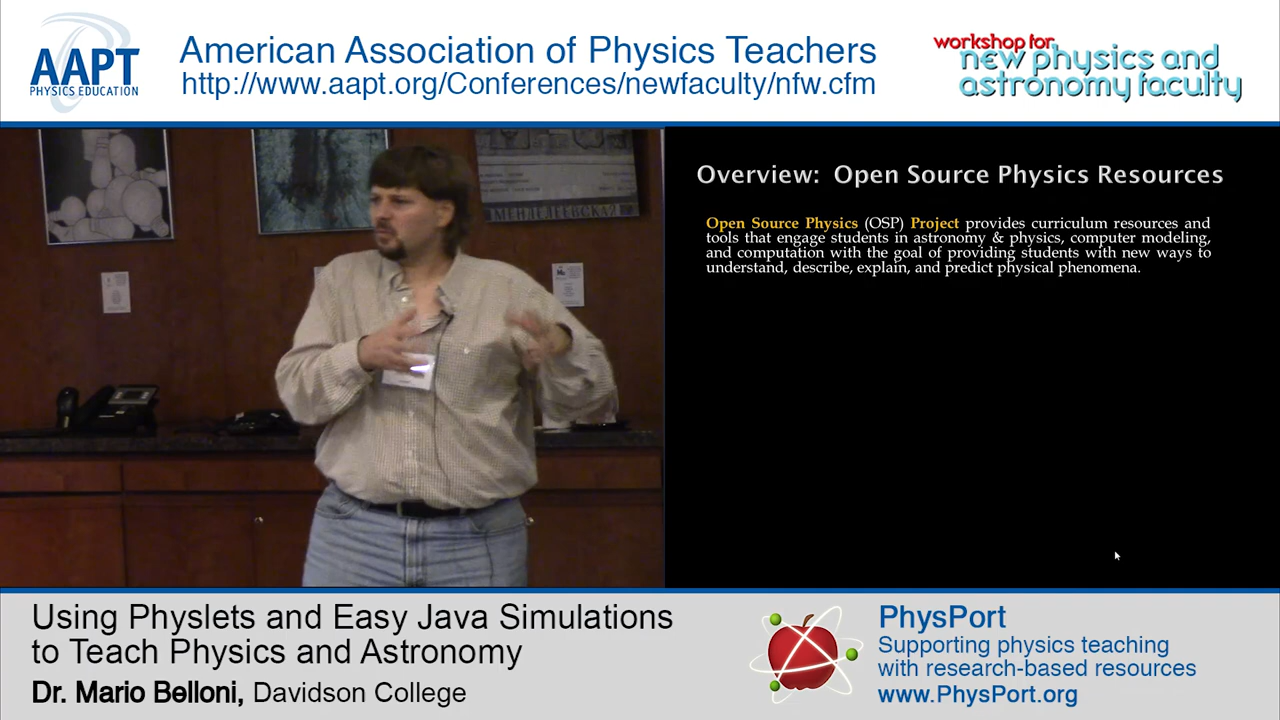 AAPT
PHYSICS EDUCATION
American Association of Physics Teachers
http://www.aapt.org/Conferences/newfaculty/nfw.cfm
workshop for
new physics and
astronomy faculty
МЕНДЕЛЕЕВСКАЯ
Overview: Open Source Physics Resources
Open Source Physics (OSP) Project provides curriculum resources and
tools that engage students in astronomy & physics, computer modeling,
and computation with the goal of providing students with new ways to
understand, describe, explain, and predict physical phenomena.
Using Physlets and Easy Java Simulations
to Teach Physics and Astronomy
Dr. Mario Belloni, Davidson College
PhysPort
Supporting physics teaching
with research-based resources
www.PhysPort.org